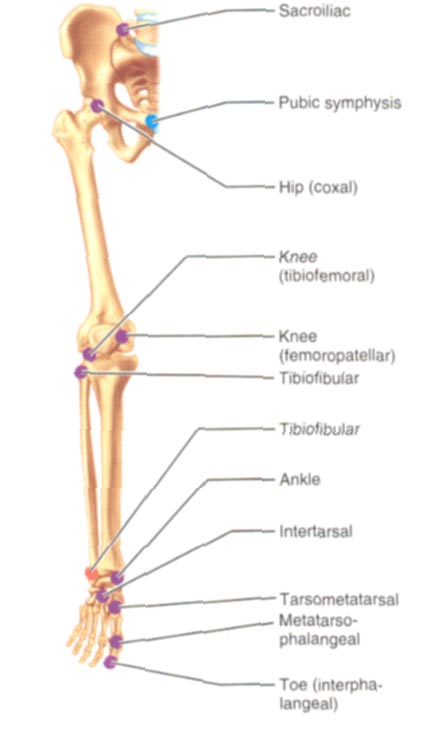 Sacroiliac
Pubic symphysis
Hip (coxal)
Knee
(tibiofemoral)
Knee
(femoropatellar)
Tibiofibular
Tibiofibular
Ankle
Intertarsal
Tarsometatarsal
Metatarso-
phalangeal
Toe (interpha-
langeal)